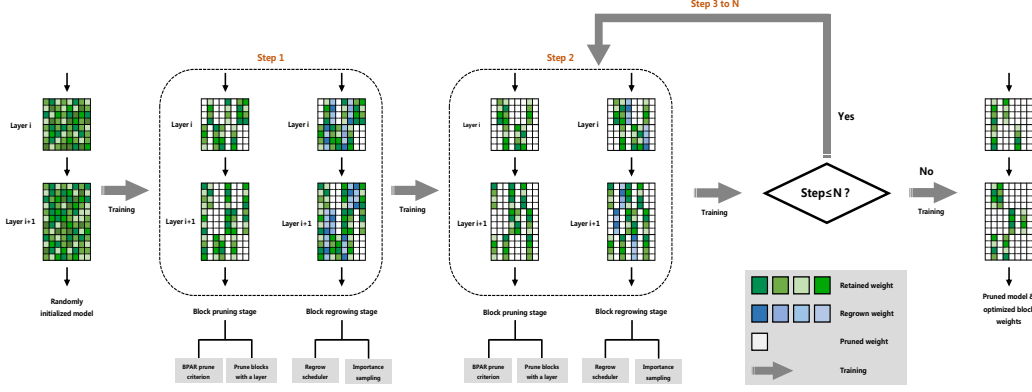 Step 3 to N
Step 1
Step 2
Layer i
Layer i
Layer i
Layer i
Yes
Layer i+1
Layer i+1
Layer i+1
Layer i+1
Training
Training
Training
Step≤N ?
No
Training
Randomly
initialized model
Block pruning stage
Block regrowing stage
Block pruning stage
Block regrowing stage
BPAR prune
criterion
Prune blocks
with a layer
Regrow
scheduler
Importance
sampling
BPAR prune
criterion
Prune blocks
with a layer
Regrow
scheduler
Importance
sampling
Retained weight
Regrown weight
Pruned weight
Training
Pruned model &
optimized block
weights